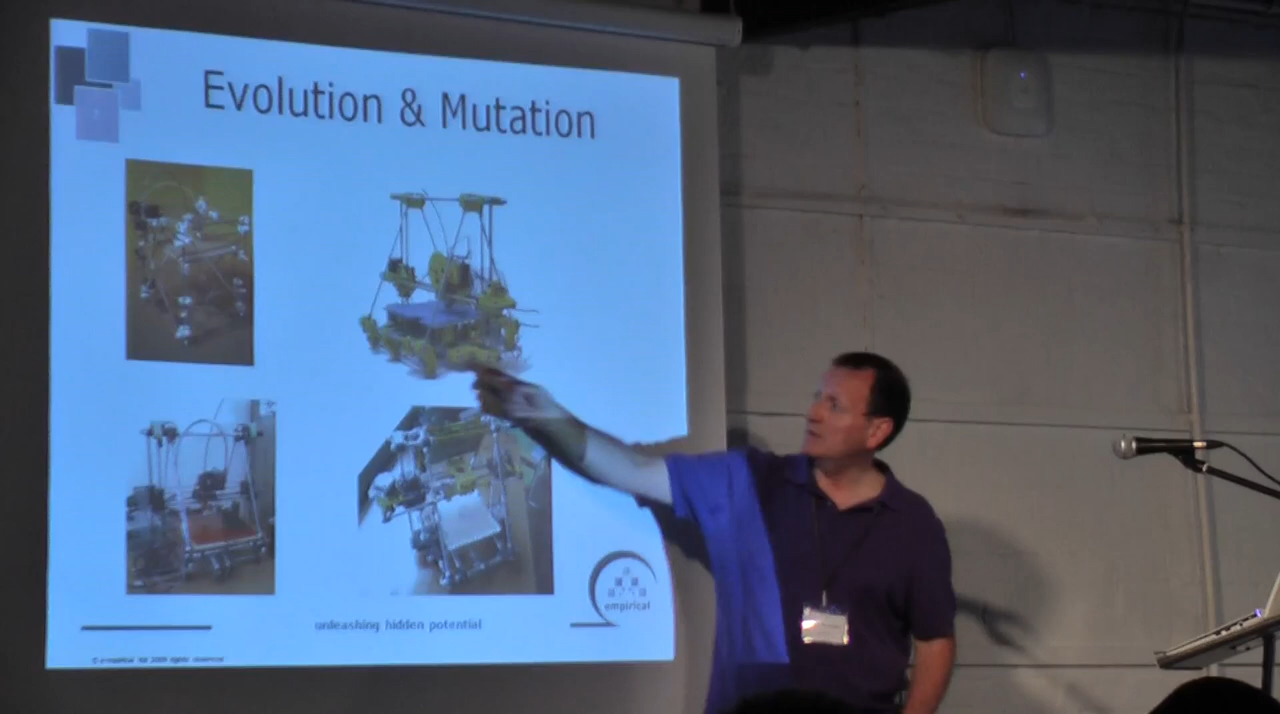 Evolution & Mutation
empirical
unleashing hidden potential